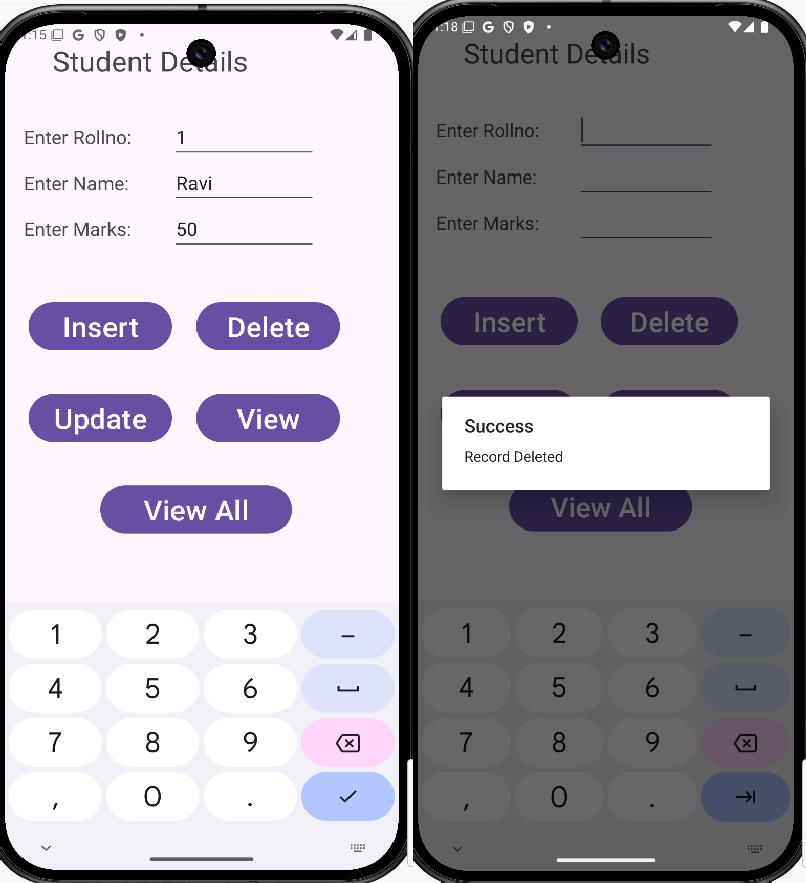 :15
Student Details
Enter Rollno: 1
Enter Name: Ravi
Enter Marks: 50
Insert Delete
Update View
View All
1 2 3 –
4 5 6
7 8 9
, 0 .
:18
Student Details
Enter Rollno:
Enter Name:
Enter Marks:
Insert Delete
Success
Record Deleted
View All
1 2 3 –
4 5 6
7 8 9
, 0 .